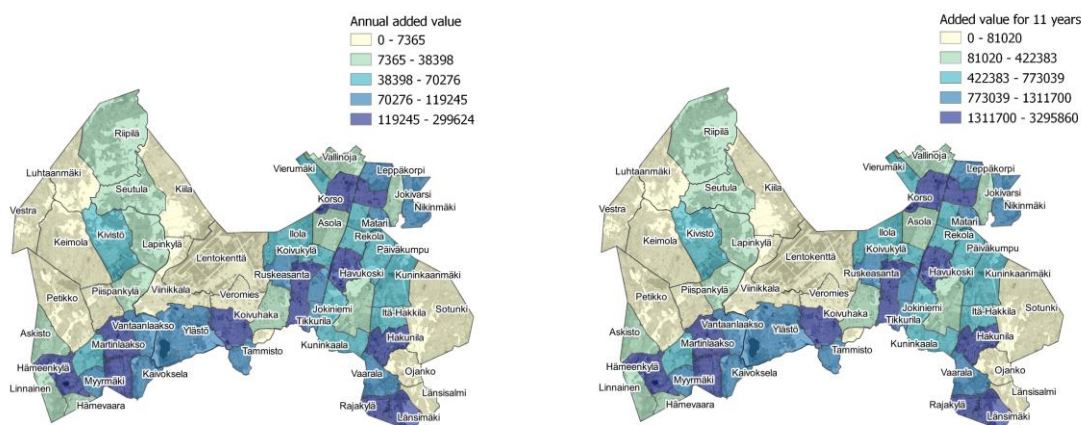 Annual added value
0 - 7365
7365 - 38398
38398 - 70276
70276 - 119245
119245 - 299624
Riipilä
Luhtaanmäki
Seutula
Kiila
Vestra
Keimola
Kivistö
Lapinkylä
Lentokenttä
Petikko
Piispankylä
Viinikkala
Veromies
Askisto
Vantaanlaakso
Ylästö
Koivuhaka
Martinlaakso
Tammisto
Hämeenkylä
Myyrmäki
Kaivoksela
Linnainen
Hämevaara
Vallinoja
Vierumäki
Leppäkorpi
Korso
Jokivarsi
Nikinmäki
Asola
Matari
Ilola
Rekola
Koivukylä
Päiväkumpu
Ruskeasanta
Havukoski
Kuninkaanmäki
Sotunki
Jokiniemi
Itä-Hakkila
Tikkurila
Kuninkaala
Hakunila
Vaarala
Ojanko
Länsisalmi
Rajakylä
Länsimäki
Added value for 11 years
0 - 81020
81020 - 422383
422383 - 773039
773039 - 1311700
1311700 - 3295860
Riipilä
Luhtaanmäki
Seutula
Kiila
Vestra
Keimola
Kivistö
Lapinkylä
Lentokenttä
Petikko
Piispankylä
Viinikkala
Veromies
Askisto
Vantaanlaakso
Ylästö
Koivuhaka
Martinlaakso
Tammisto
Hämeenkylä
Myyrmäki
Kaivoksela
Linnainen
Hämevaara
Vallinoja
Vierumäki
Leppäkorpi
Korso
Jokivarsi
Nikinmäki
Asola
Matari
Ilola
Rekola
Koivukylä
Päiväkumpu
Ruskeasanta
Havukoski
Kuninkaanmäki
Sotunki
Jokiniemi
Itä-Hakkila
Tikkurila
Kuninkaala
Hakunila
Vaarala
Ojanko
Länsisalmi
Rajakylä
Länsimäki